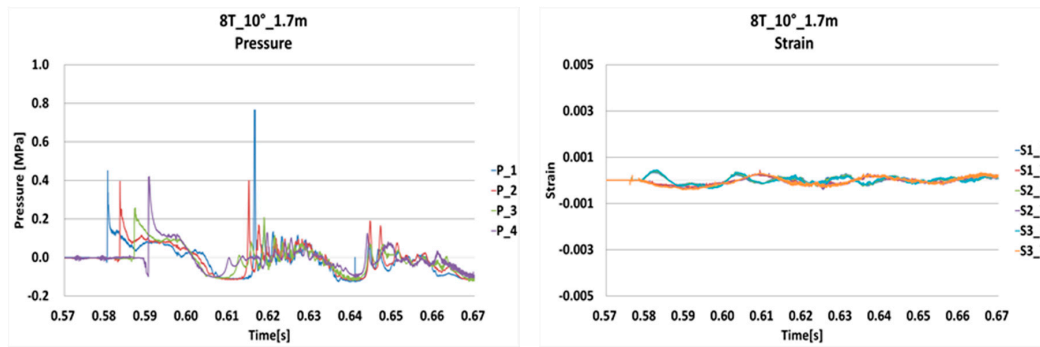 8T_10°_1.7m
Pressure
1.0
0.8
0.6
0.4
0.2
0.0
-0.2
Pressure [MPa]
0.57 0.58 0.59 0.60 0.61 0.62 0.63 0.64 0.65 0.66 0.67
Time[s]
P_1
P_2
P_3
P_4
8T_10°_1.7m
Strain
0.005
0.003
0.001
-0.001
-0.003
-0.005
Strain
0.57 0.58 0.59 0.60 0.61 0.62 0.63 0.64 0.65 0.66 0.67
Time[s]
S1_
S1_
S2_
S2_
S3_
S3_